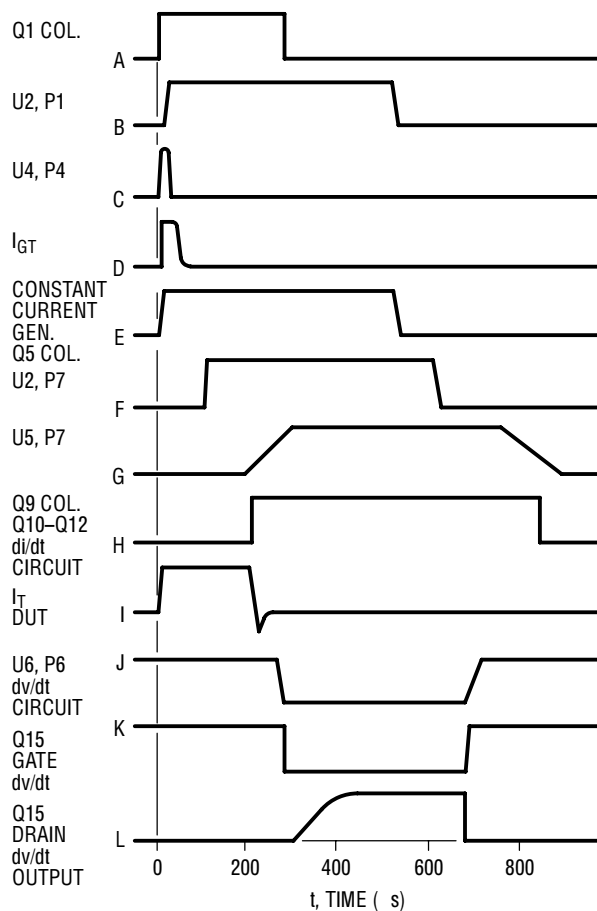 Q1 COL.
A
U2, P1
B
U4, P4
C
IGT
D
CONSTANT
CURRENT
GEN.
E
Q5 COL.
U2, P7
F
U5, P7
G
Q9 COL.
Q10–Q12
di/dt
H
CIRCUIT
IT
DUT
I
U6, P6
J
dv/dt
CIRCUIT
K
Q15
GATE
dv/dt
Q15
DRAIN
L
dv/dt
OUTPUT
0 200 400 600 800
t, TIME ( s)